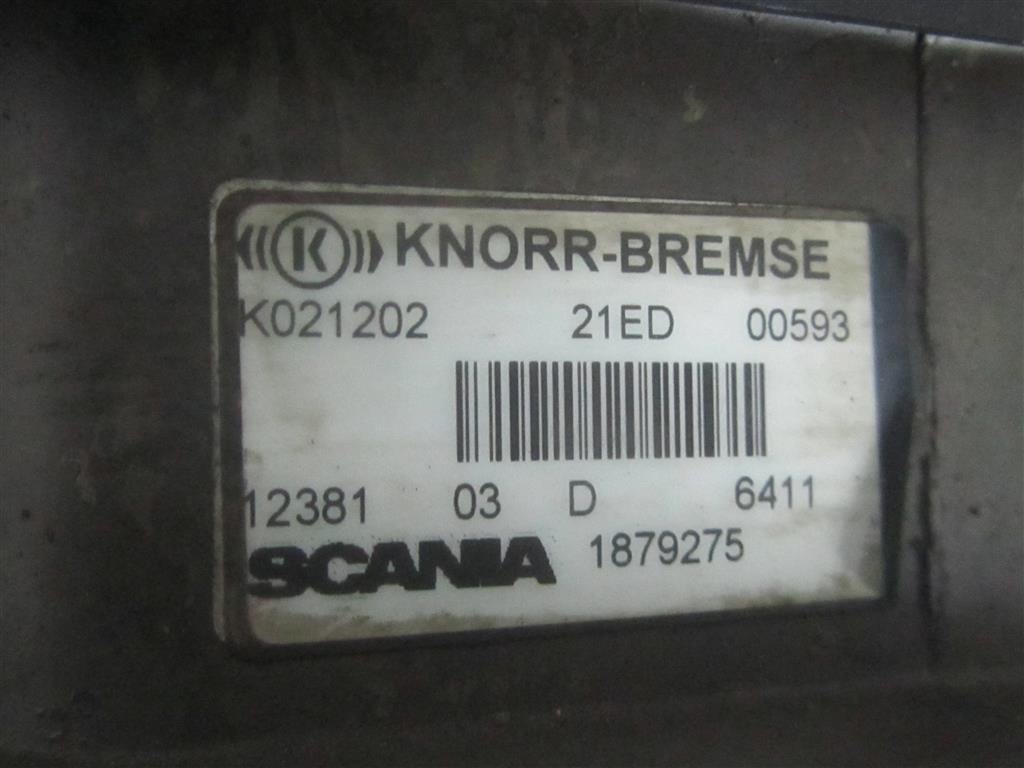 K KNORR-BREMSE
K021202 21ED 00593
12381 03 D 6411
SCANIA 1879275